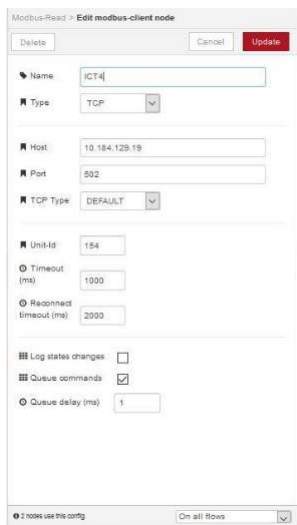 Modbus-Read > Edit modbus-client node
Delete Cancel Update
Name ICT4
Type TCP
Host 10.184.129.19
Port 502
TCP Type DEFAULT
Unit-Id 154
Timeout
(ms) 1000
Reconnect
timeout (ms) 2000
Log states changes
Queue commands
Queue delay (ms) 1
2 nodes use this config On all flows